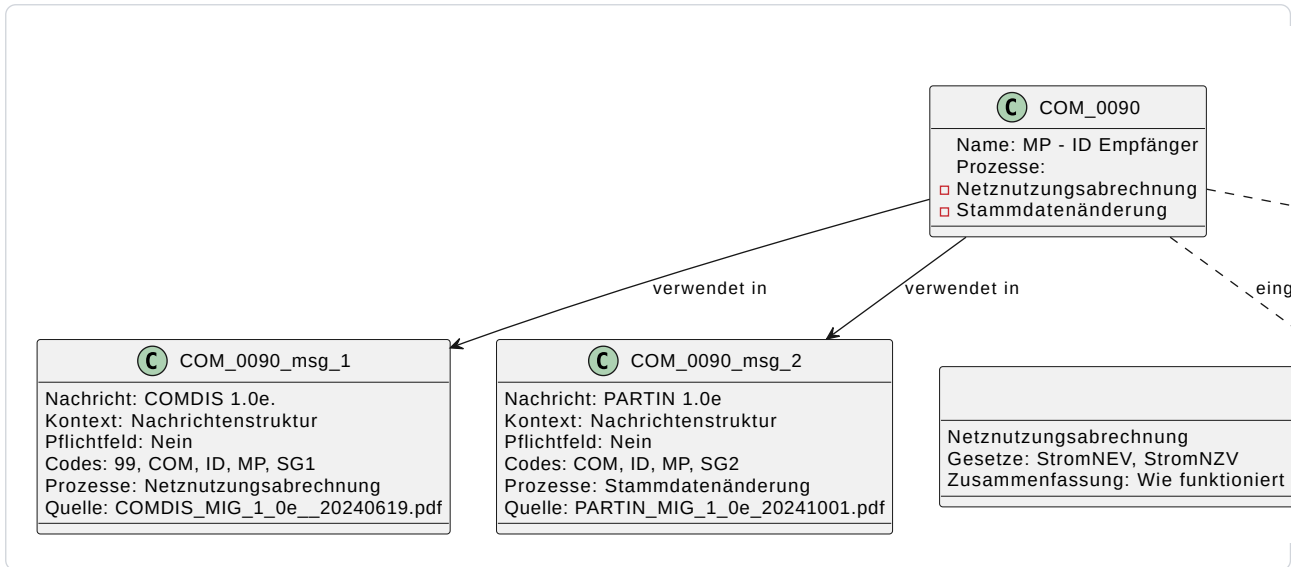 C COM_0090
Name: MP - ID Empfänger
Prozesse:
Netznutzungsabrechnung
Stammdatenänderung
verwendet in
verwendet in
eing
C COM_0090_msg_1
Nachricht: COMDIS 1.0e.
Kontext: Nachrichtenstruktur
Pflichtfeld: Nein
Codes: 99, COM, ID, MP, SG1
Prozesse: Netznutzungsabrechnung
Quelle: COMDIS_MIG_1_0e__20240619.pdf
C COM_0090_msg_2
Nachricht: PARTIN 1.0e
Kontext: Nachrichtenstruktur
Pflichtfeld: Nein
Codes: COM, ID, MP, SG2
Prozesse: Stammdatenänderung
Quelle: PARTIN_MIG_1_0e_20241001.pdf
Netznutzungsabrechnung
Gesetze: StromNEV, StromNZV
Zusammenfassung: Wie funktioniert